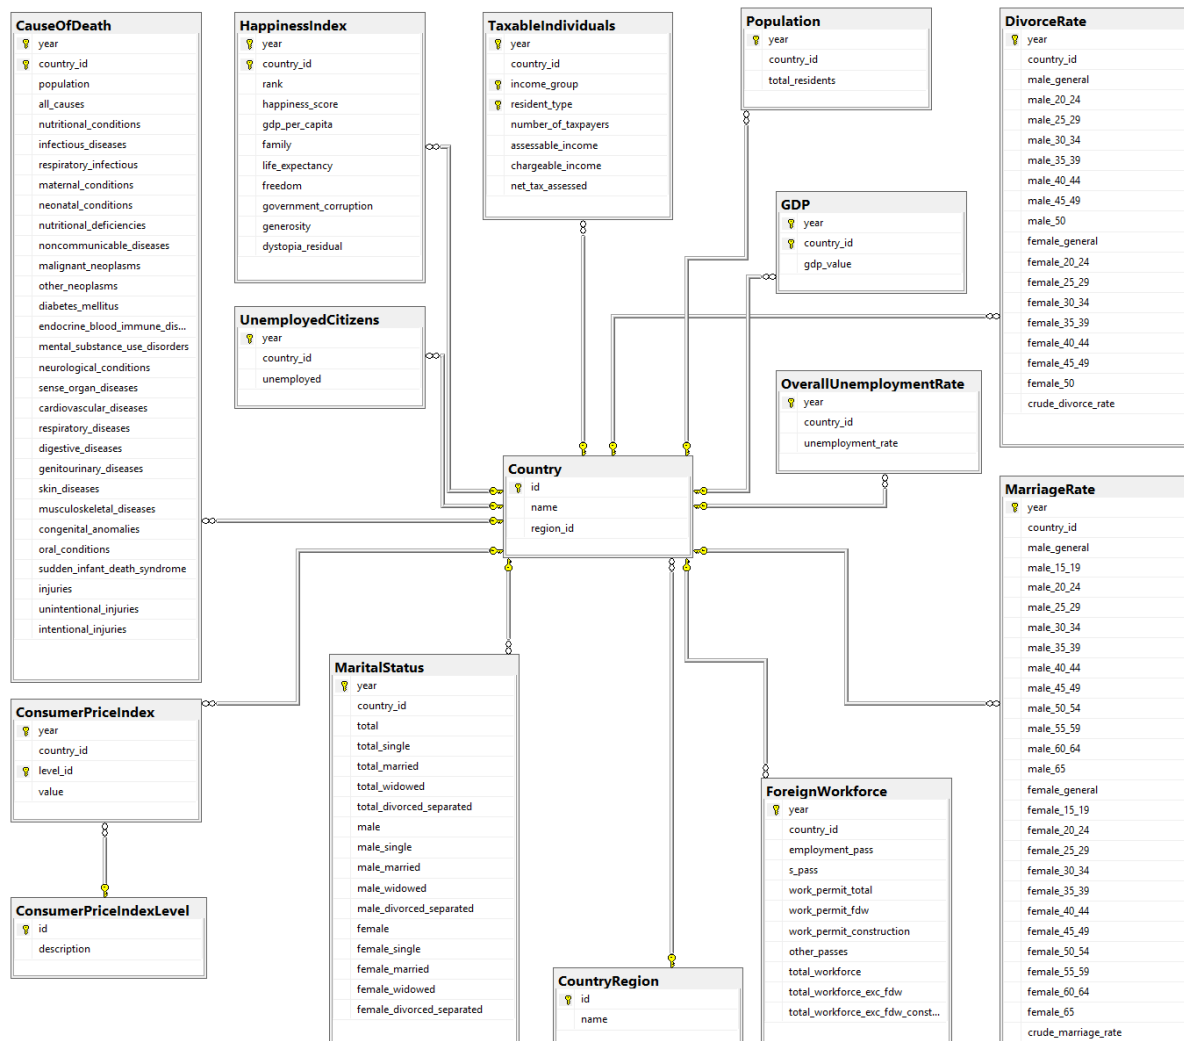 CauseOfDeath
year
country_id
population
all_causes
nutritional_conditions
infectious_diseases
respiratory_infectious
maternal_conditions
neonatal_conditions
nutritional_deficiencies
noncommunicable_diseases
malignant_neoplasms
other_neoplasms
diabetes_mellitus
endocrine_blood_immune_dis...
mental_substance_use_disorders
neurological_conditions
sense_organ_diseases
cardiovascular_diseases
respiratory_diseases
digestive_diseases
genitourinary_diseases
skin_diseases
musculoskeletal_diseases
congenital_anomalies
oral_conditions
sudden_infant_death_syndrome
injuries
unintentional_injuries
intentional_injuries
HappinessIndex
year
country_id
rank
happiness_score
gdp_per_capita
family
life_expectancy
freedom
government_corruption
generosity
dystopia_residual
TaxableIndividuals
year
country_id
income_group
resident_type
number_of_taxpayers
assessable_income
chargeable_income
net_tax_assessed
Population
year
country_id
total_residents
DivorceRate
year
country_id
male_general
male_20_24
male_25_29
male_30_34
male_35_39
male_40_44
male_45_49
male_50
female_general
female_20_24
female_25_29
female_30_34
female_35_39
female_40_44
female_45_49
female_50
crude_divorce_rate
GDP
year
country_id
gdp_value
UnemployedCitizens
year
country_id
unemployed
OverallUnemploymentRate
year
country_id
unemployment_rate
Country
id
name
region_id
MarriageRate
year
country_id
male_general
male_15_19
male_20_24
male_25_29
male_30_34
male_35_39
male_40_44
male_45_49
male_50_54
male_55_59
male_60_64
male_65
female_general
female_15_19
female_20_24
female_25_29
female_30_34
female_35_39
female_40_44
female_45_49
female_50_54
female_55_59
female_60_64
female_65
crude_marriage_rate
MaritalStatus
year
country_id
total
total_single
total_married
total_widowed
total_divorced_separated
male
male_single
male_married
male_widowed
male_divorced_separated
female
female_single
female_married
female_widowed
female_divorced_separated
ConsumerPriceIndex
year
country_id
level_id
value
ConsumerPriceIndexLevel
id
description
ForeignWorkforce
year
country_id
employment_pass
s_pass
work_permit_total
work_permit_fdw
work_permit_construction
other_passes
total_workforce
total_workforce_exc_fdw
total_workforce_exc_fdw_const...
CountryRegion
id
name